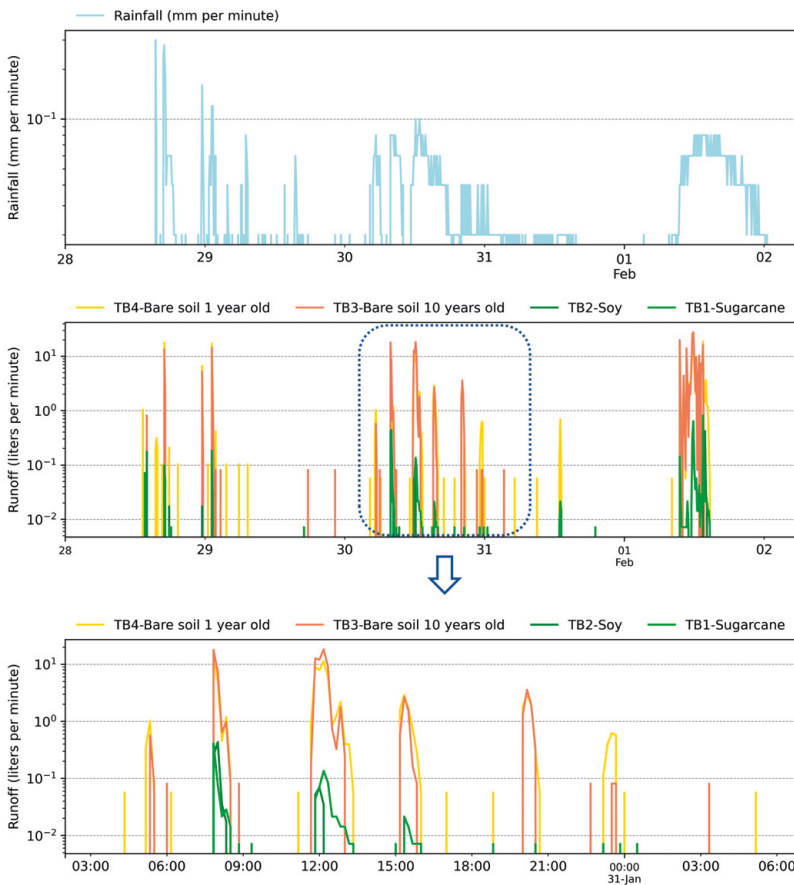 Rainfall (mm per minute)
Rainfall (mm per minute)
10⁻¹
28 29 30 31 01 02
Feb
TB4-Bare soil 1 year old TB3-Bare soil 10 years old TB2-Soy TB1-Sugarcane
Runoff (liters per minute)
10¹
10⁰
10⁻¹
10⁻²
28 29 30 31 01 02
Feb
TB4-Bare soil 1 year old TB3-Bare soil 10 years old TB2-Soy TB1-Sugarcane
Runoff (liters per minute)
10¹
10⁰
10⁻¹
10⁻²
03:00 06:00 09:00 12:00 15:00 18:00 21:00 00:00 03:00 06:00
31-Jan